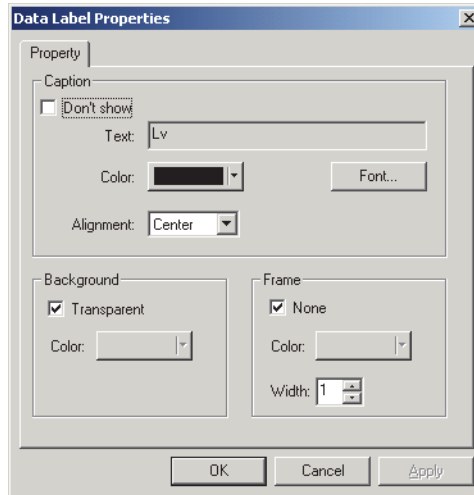 Data Label Properties
Property
Caption
Don't show
Text: Lv
Color:
Font...
Alignment: Center
Background
Transparent
Color:
Frame
None
Color:
Width: 1
OK Cancel Apply